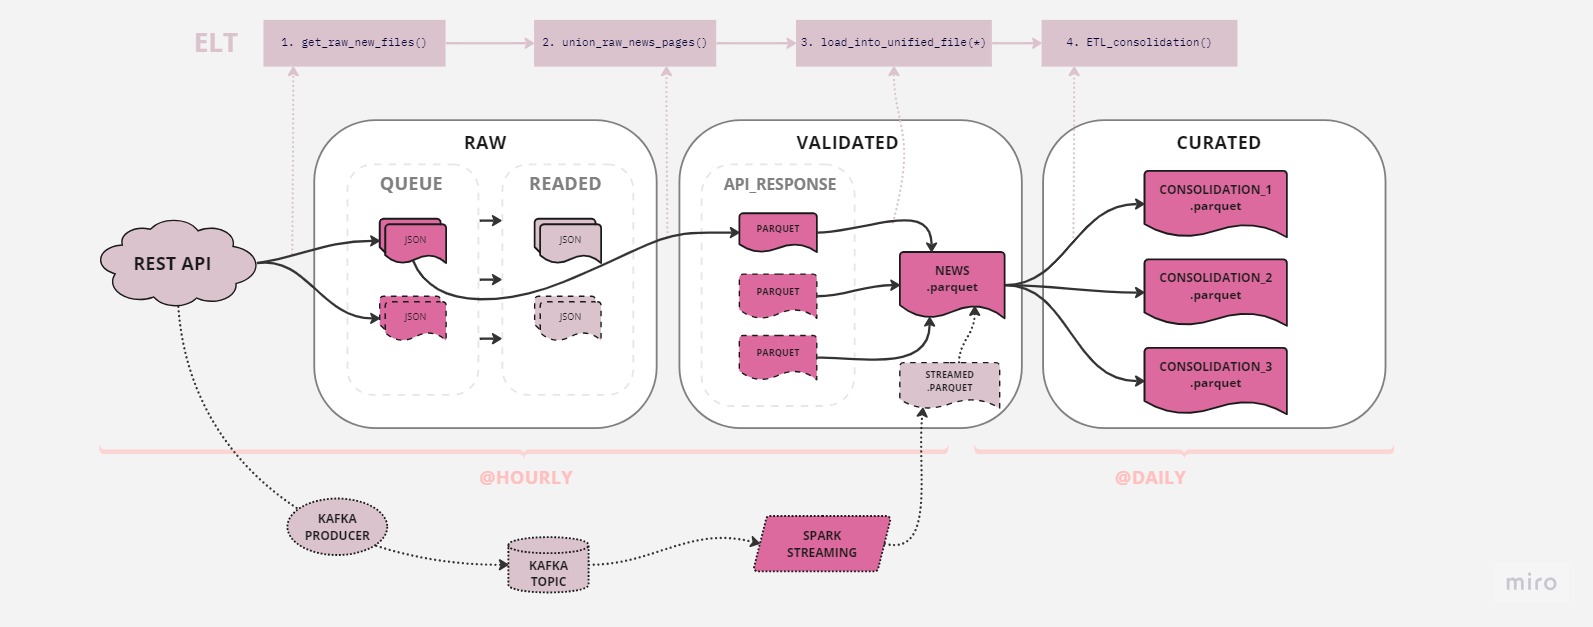 ELT
1. get_raw_new_files()
2. union_raw_news_pages()
3. load_into_unified_file(*)
4. ETL_consolidation()
RAW
QUEUE
READED
JSON
JSON
JSON
JSON
VALIDATED
API_RESPONSE
PARQUET
PARQUET
PARQUET
NEWS
.parquet
STREAMED
.PARQUET
CURATED
CONSOLIDATION_1
.parquet
CONSOLIDATION_2
.parquet
CONSOLIDATION_3
.parquet
REST API
@HOURLY
@DAILY
KAFKA
PRODUCER
KAFKA
TOPIC
SPARK
STREAMING
miro